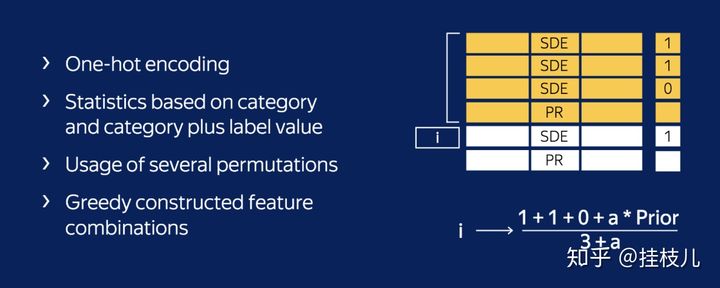 › One-hot encoding
› Statistics based on category
and category plus label value
› Usage of several permutations
› Greedy constructed feature
combinations
SDE 1
SDE 1
SDE 0
PR
i SDE 1
PR
i → 1 + 1 + 0 + a * Prior
3 + a
知乎 @挂枝儿